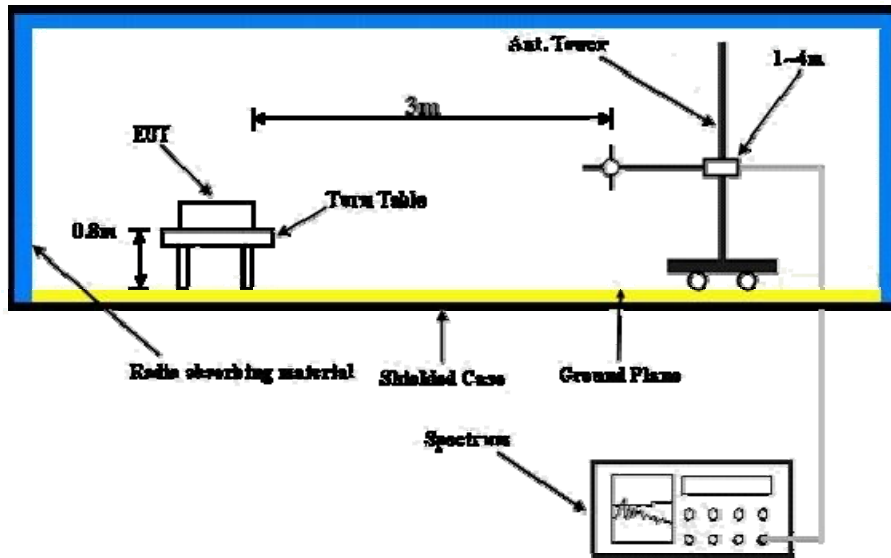 Ant. Tower
1~4m
3m
EUT
Turn Table
0.8m
Radio absorbing material
Shielded Case
Ground Plane
Spectrum